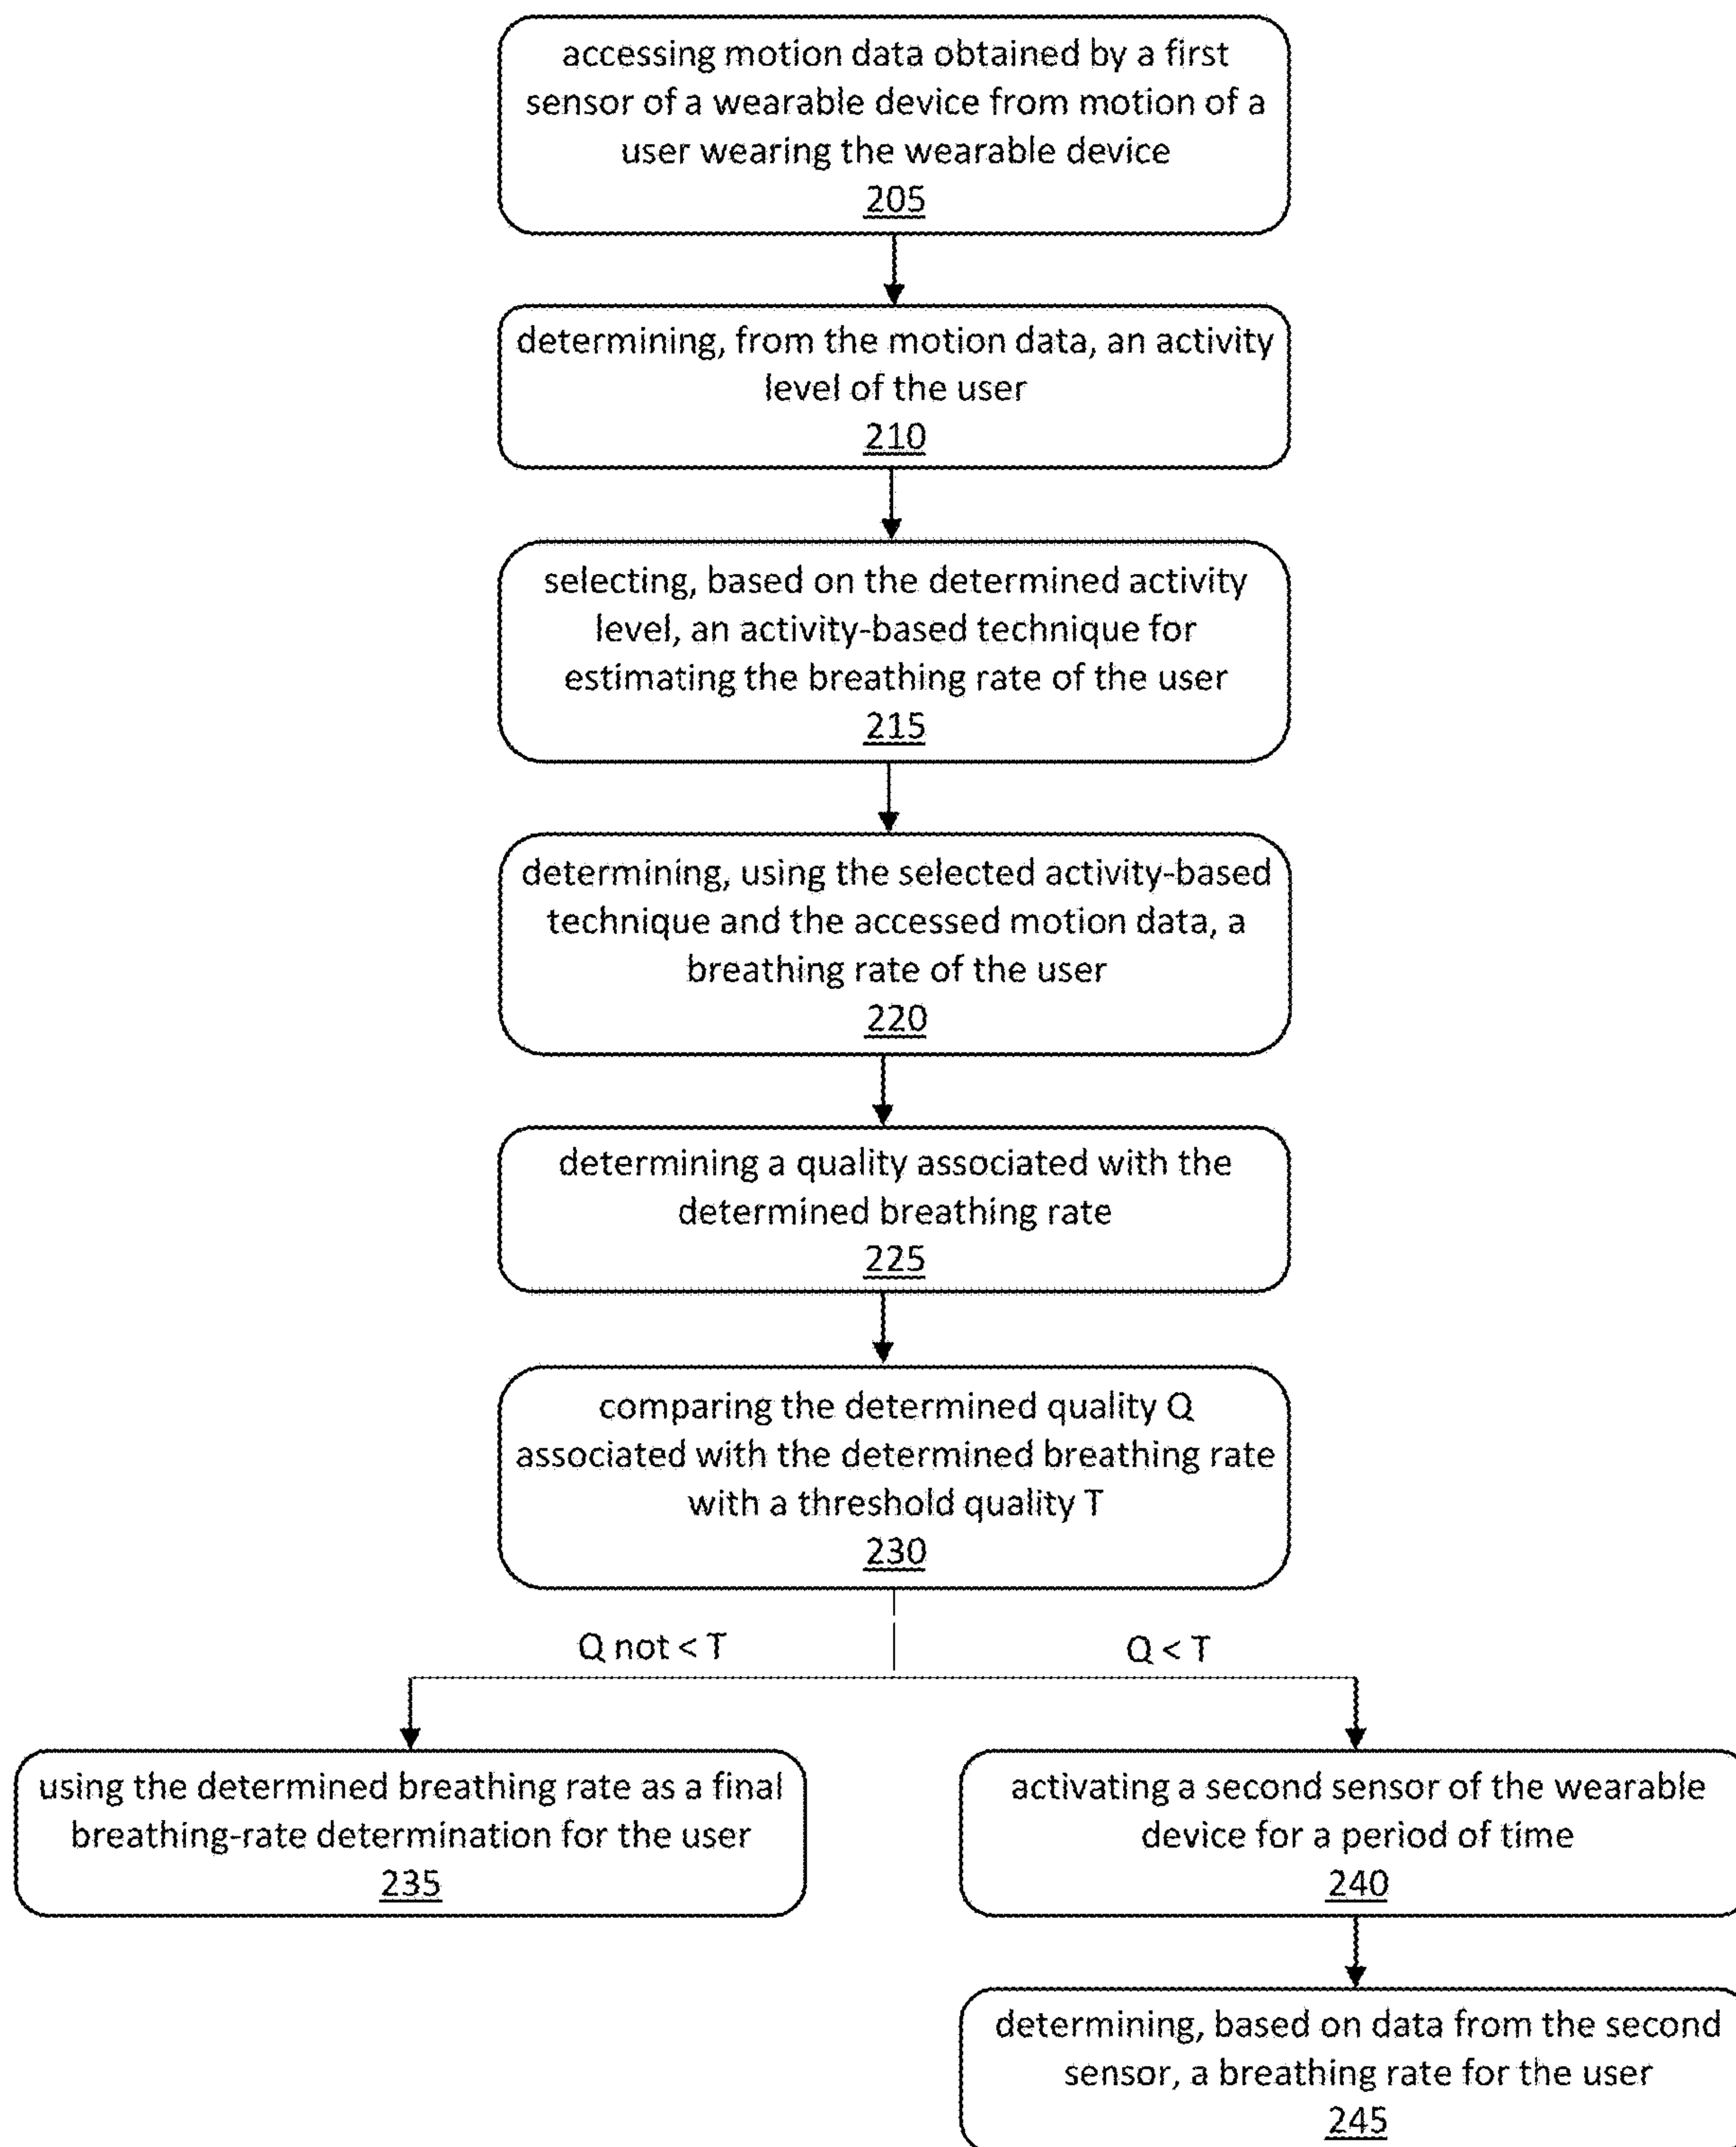 accessing motion data obtained by a first
sensor of a wearable device from motion of a
user wearing the wearable device
205
determining, from the motion data, an activity
level of the user
210
selecting, based on the determined activity
level, an activity-based technique for
estimating the breathing rate of the user
215
determining, using the selected activity-based
technique and the accessed motion data, a
breathing rate of the user
220
determining a quality associated with the
determined breathing rate
225
comparing the determined quality Q
associated with the determined breathing rate
with a threshold quality T
230
Q not < T
Q < T
using the determined breathing rate as a final
breathing-rate determination for the user
235
activating a second sensor of the wearable
device for a period of time
240
determining, based on data from the second
sensor, a breathing rate for the user
245